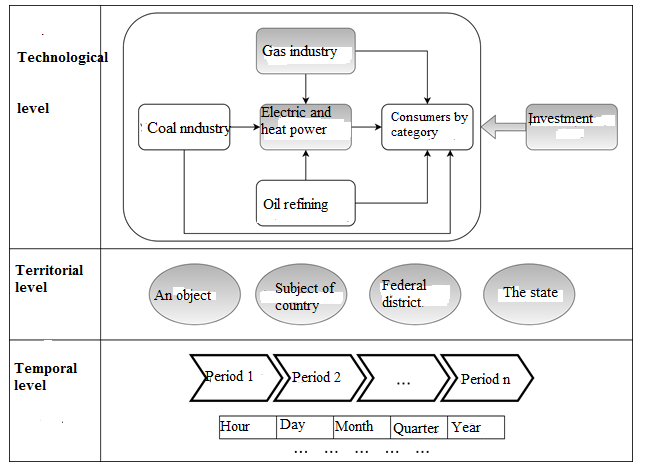 Technological
level
Gas industry
Coal nndustry
Electric and
heat power
Consumers by
category
Investment
Oil refining
Territorial
level
An object
Subject of
country
Federal
district.
The state
Temporal
level
Period 1
Period 2
...
Period n
Hour
Day
Month
Quarter
Year
... ... ... ... ...